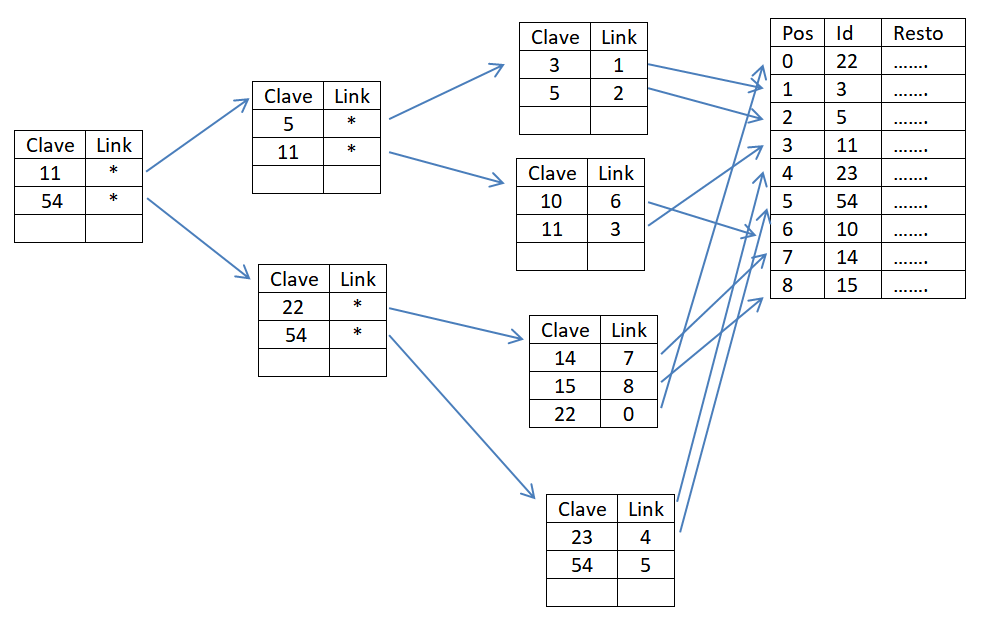 Clave Link
11 *
54 *
Clave Link
5 *
11 *
Clave Link
22 *
54 *
Clave Link
3 1
5 2
Clave Link
10 6
11 3
Clave Link
14 7
15 8
22 0
Clave Link
23 4
54 5
Pos Id Resto
0 22 .......
1 3 .......
2 5 .......
3 11 .......
4 23 .......
5 54 .......
6 10 .......
7 14 .......
8 15 .......